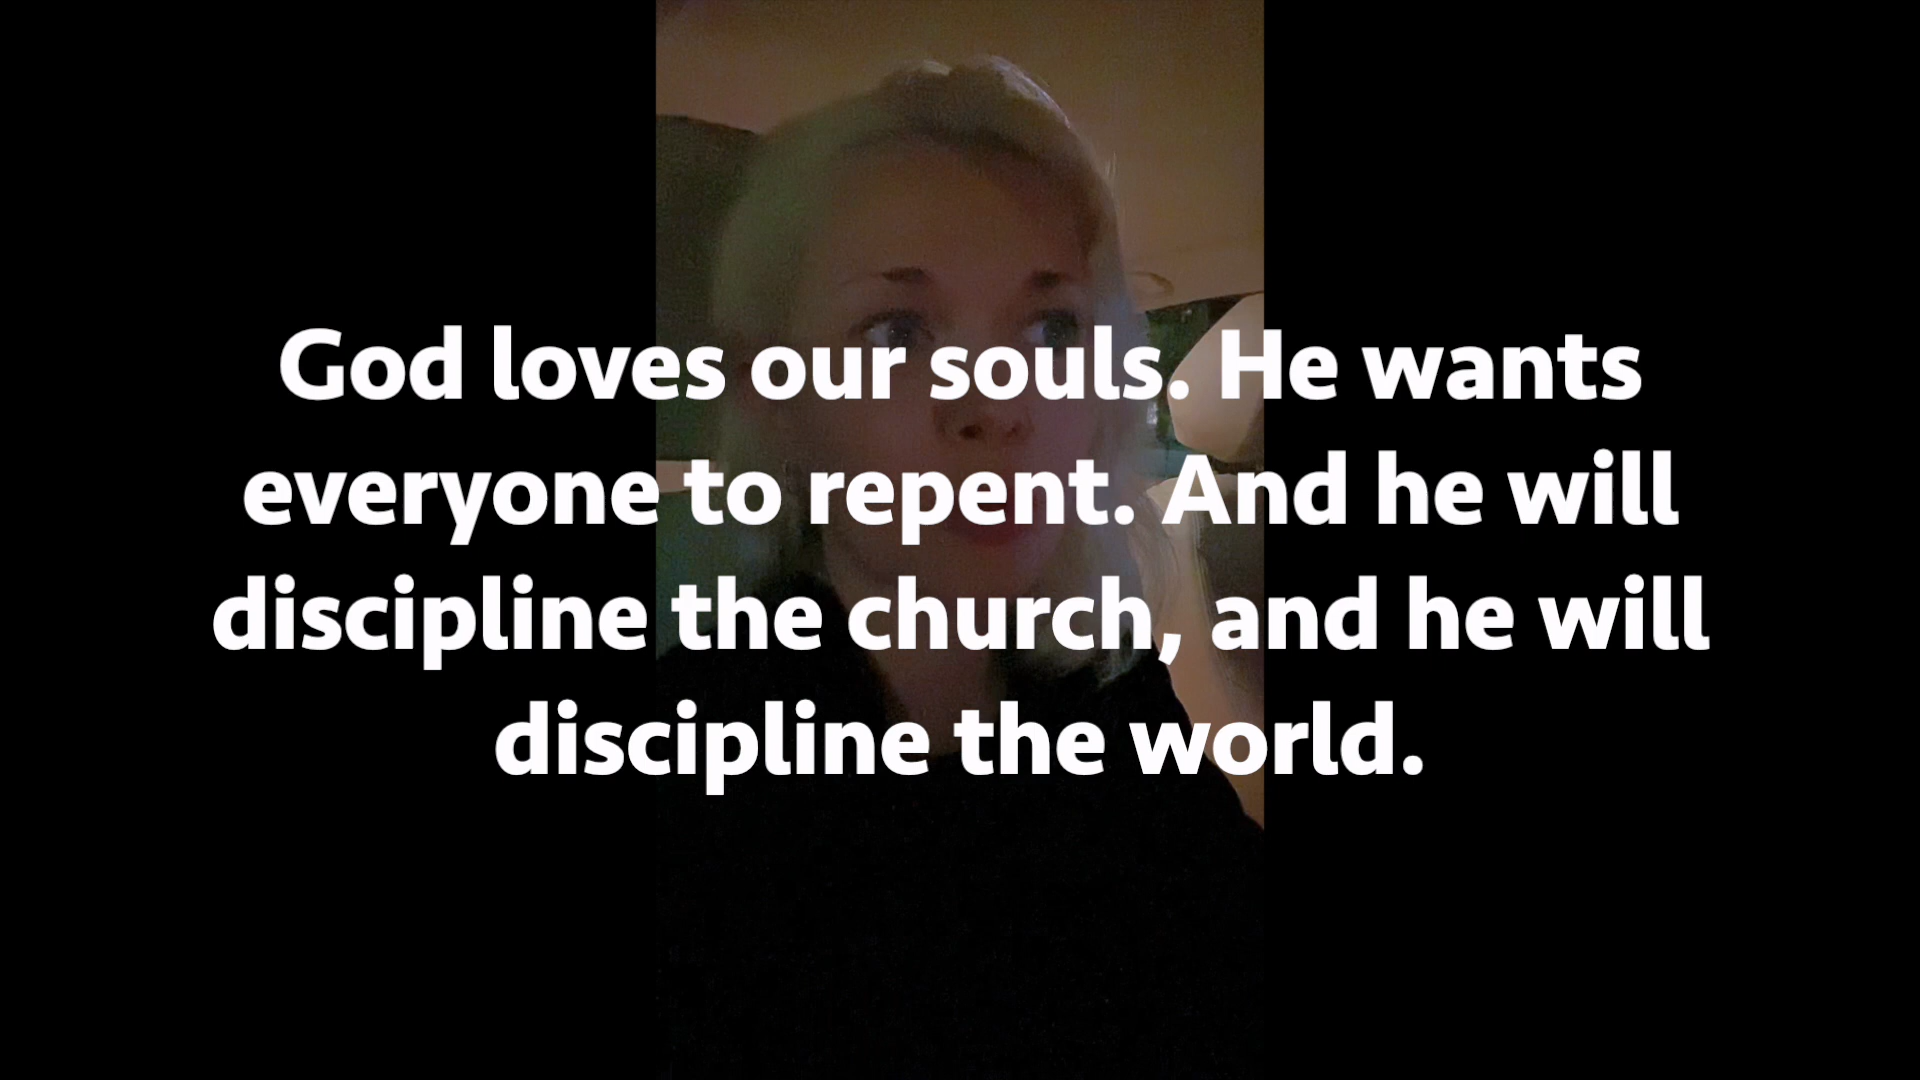 God loves our souls. He wants
everyone to repent. And he will
discipline the church, and he will
discipline the world.